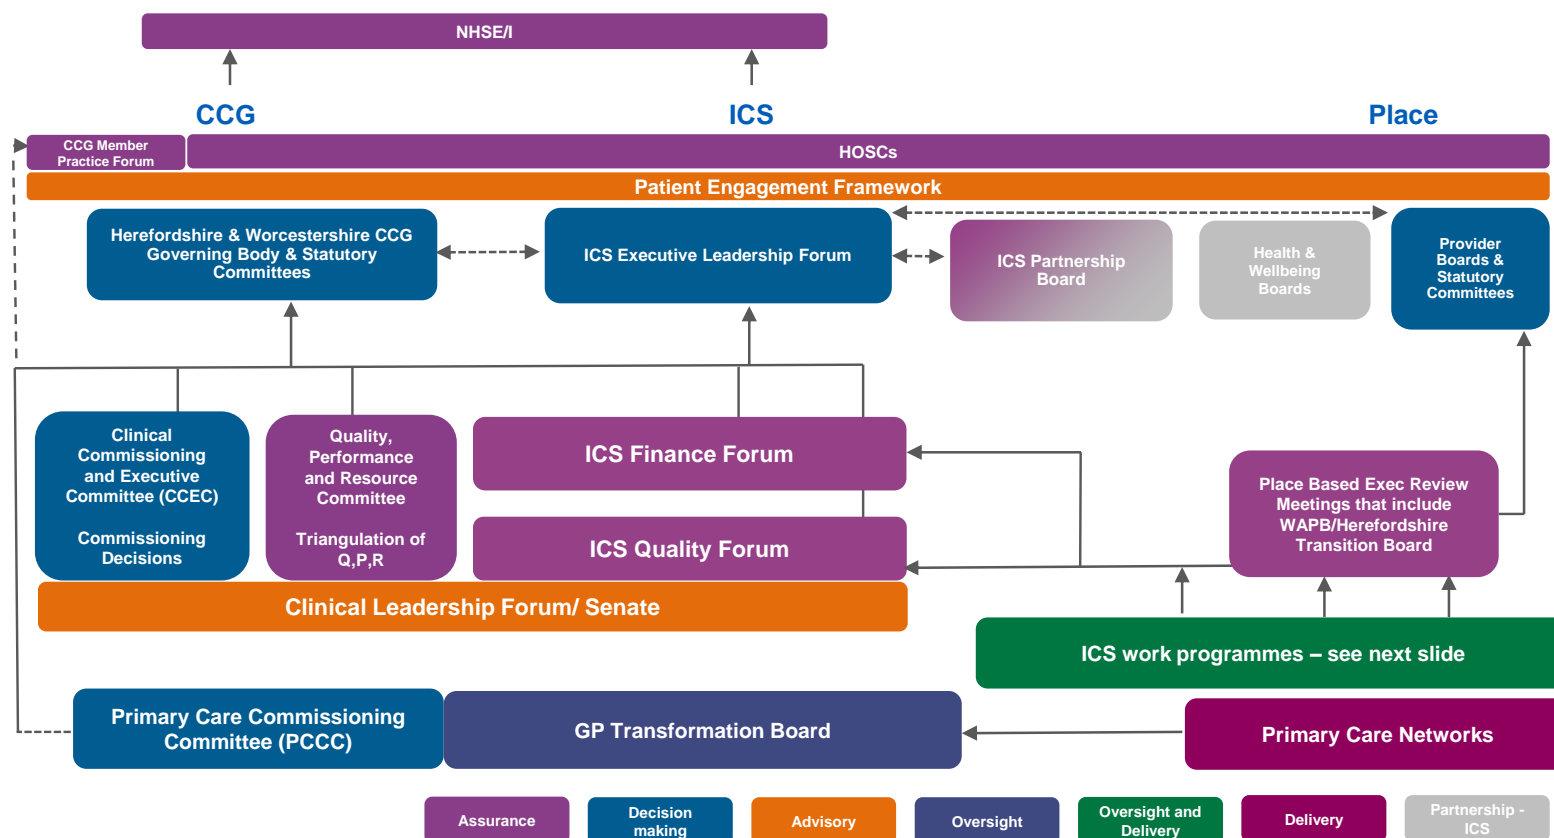 NHSE/I
CCG
ICS
Place
CCG Member
Practice Forum
HOSCs
Patient Engagement Framework
Herefordshire & Worcestershire CCG
Governing Body & Statutory
Committees
ICS Executive Leadership Forum
ICS Partnership
Board
Health &
Wellbeing
Boards
Provider
Boards &
Statutory
Committees
Clinical
Commissioning
and Executive
Committee (CCEC)
Commissioning
Decisions
Quality,
Performance
and Resource
Committee
Triangulation of
Q,P,R
ICS Finance Forum
ICS Quality Forum
Place Based Exec Review
Meetings that include
WAPB/Herefordshire
Transition Board
Clinical Leadership Forum/ Senate
ICS work programmes – see next slide
Primary Care Commissioning
Committee (PCCC)
GP Transformation Board
Primary Care Networks
Assurance
Decision
making
Advisory
Oversight
Oversight and
Delivery
Delivery
Partnership -
ICS